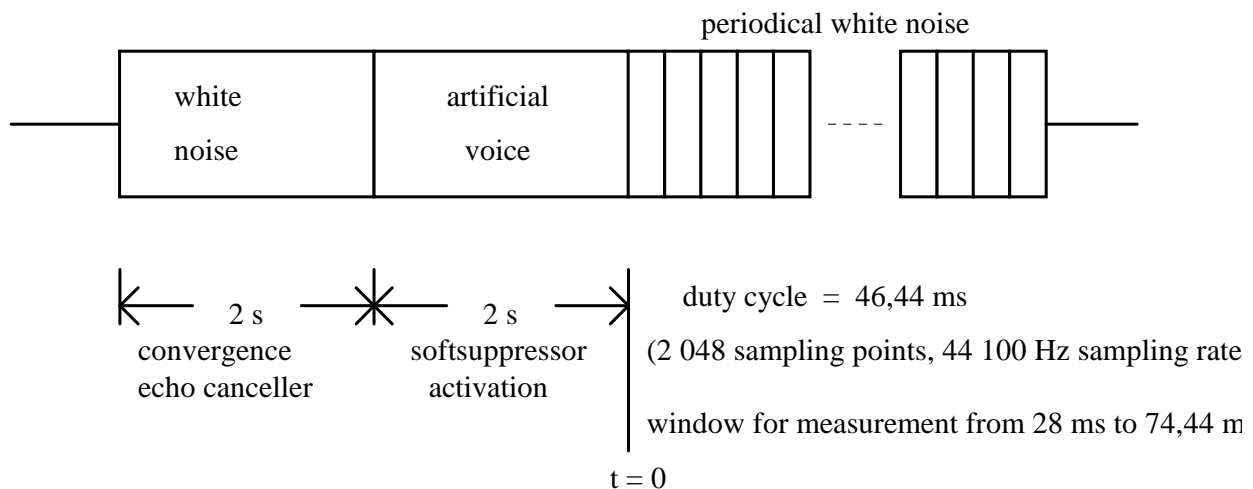 periodical white noise
white
noise
artificial
voice
2 s
convergence
echo canceller
2 s
softsuppressor
activation
duty cycle = 46,44 ms
(2 048 sampling points, 44 100 Hz sampling rate
window for measurement from 28 ms to 74,44 m
t = 0